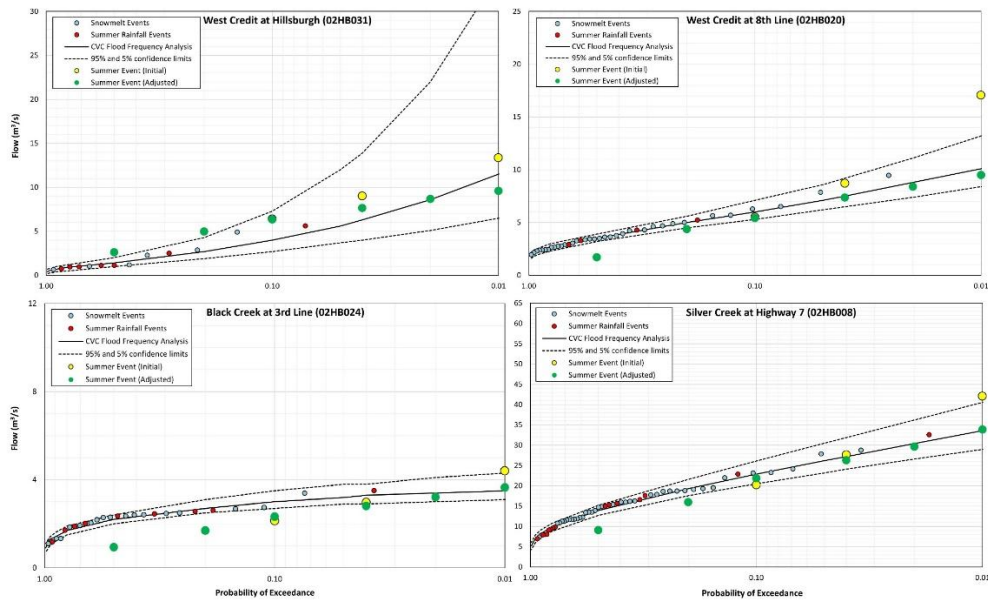 West Credit at Hillsburg (02HB031)
Snowmelt Events
Summer Rainfall Events
CVC Flood Frequency Analysis
95% and 5% confidence limits
Summer Event (Initial)
Summer Event (Adjusted)
Flow (m³/s)
30
25
20
15
10
5
0
1.00
0.10
0.01
West Credit at 8th Line (02HB020)
Snowmelt Events
Summer Rainfall Events
CVC Flood Frequency Analysis
95% and 5% confidence limits
Summer Event (Initial)
Summer Event (Adjusted)
25
20
15
10
5
0
1.00
0.10
0.01
Black Creek at 3rd Line (02HB024)
Snowmelt Events
Summer Rainfall Events
CVC Flood Frequency Analysis
95% and 5% confidence limits
Summer Event (Initial)
Summer Event (Adjusted)
Flow (m³/s)
12
8
4
0
1.00
0.10
0.01
Probability of Exceedance
Silver Creek at Highway 7 (02HB008)
Snowmelt Events
Summer Rainfall Events
CVC Flood Frequency Analysis
95% and 5% confidence limits
Summer Event (Initial)
Summer Event (Adjusted)
65
60
55
50
45
40
35
30
25
20
15
10
5
0
1.00
0.10
0.01
Probability of Exceedance